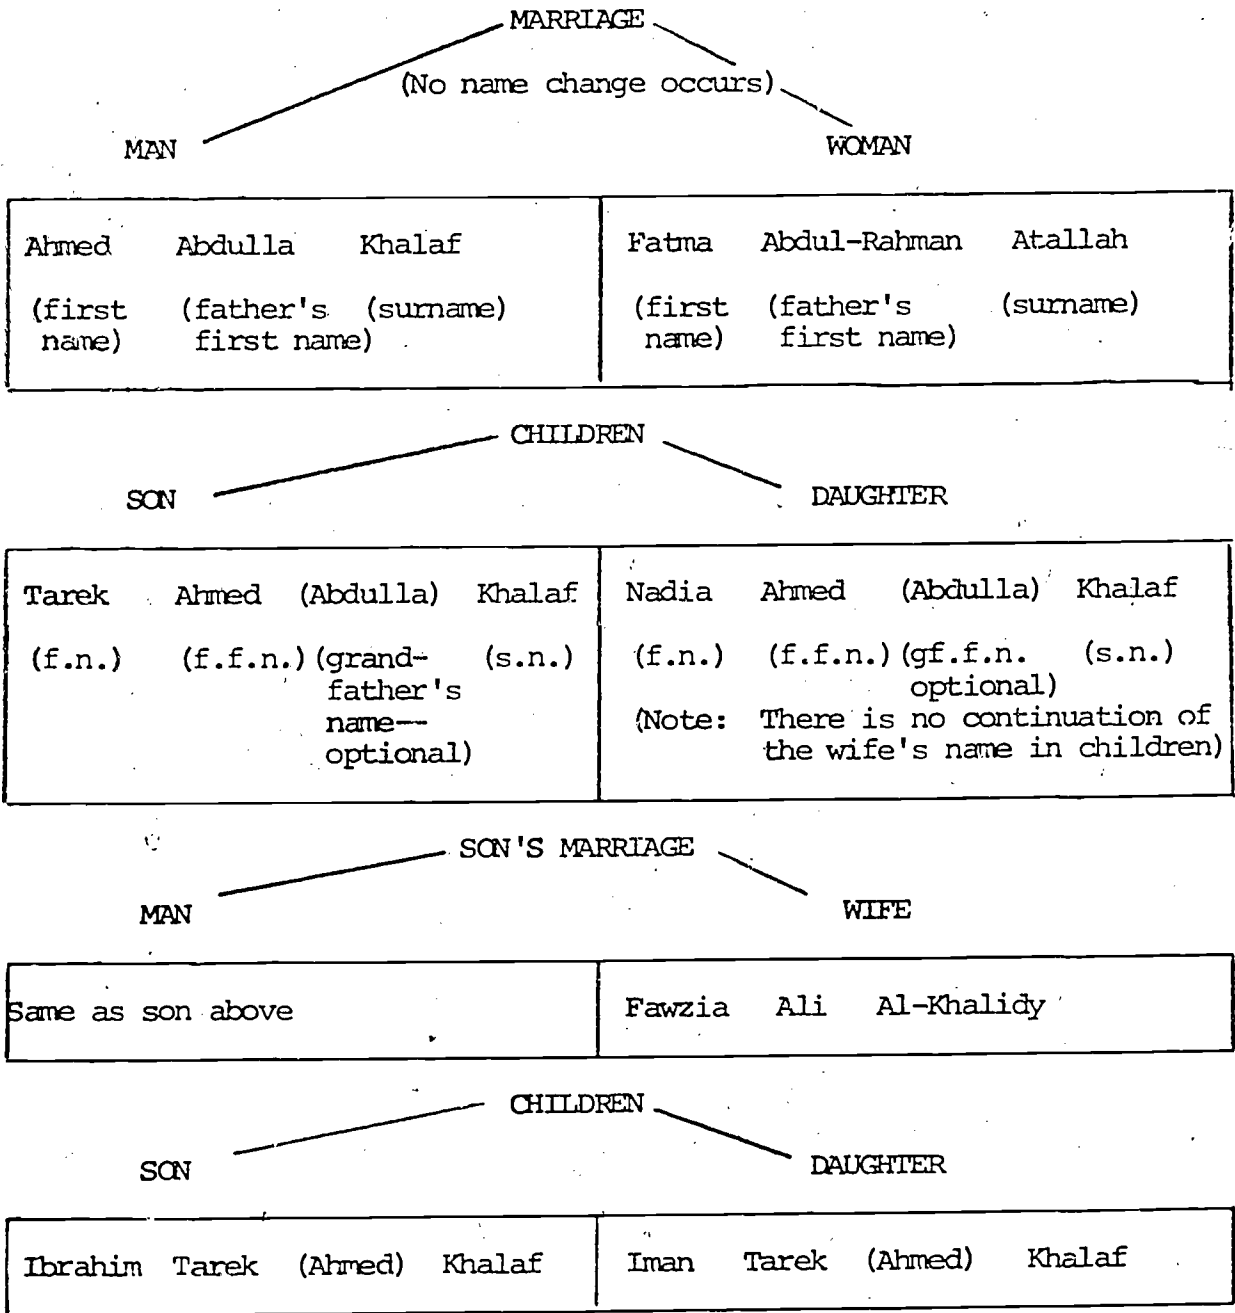 MARRIAGE
(No name change occurs)
MAN WOMAN
Ahmed Abdulla Khalaf
(first (father's (surname)
name) first name)
Fatma Abdul-Rahman Atallah
(first (father's (surname)
name) first name)
CHILDREN
SON DAUGHTER
Tarek Ahmed (Abdulla) Khalaf
(f.n.) (f.f.n.) (grand- (s.n.)
father's
name--
optional)
Nadia Ahmed (Abdulla) Khalaf
(f.n.) (f.f.n.) (gf.f.n. (s.n.)
optional)
(Note: There is no continuation of
the wife's name in children)
SON'S MARRIAGE
MAN WIFE
Same as son above
Fawzia Ali Al-Khalidy
CHILDREN
SON DAUGHTER
Ibrahim Tarek (Ahmed) Khalaf
Iman Tarek (Ahmed) Khalaf